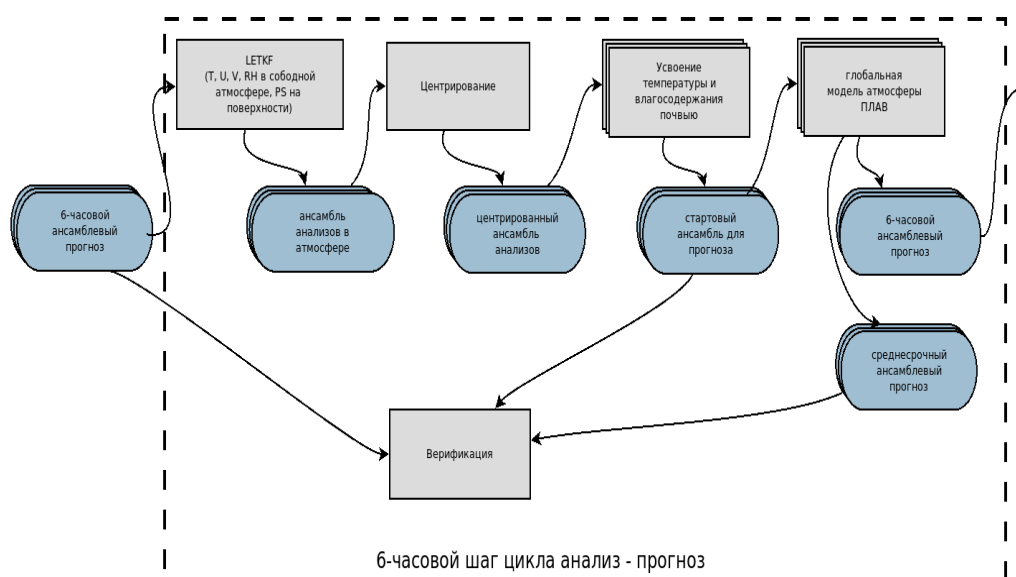 LETKF
(T, U, V, RH в сободной
атмосфере, PS на
поверхности)
Центрирование
Усвоение
температуры и
влагосодержания
почвыю
глобальная
модель атмосферы
ПЛАВ
6-часовой
ансамблевый
прогноз
ансамбль
анализов в
атмосфере
центрированный
ансамбль
анализов
стартовый
ансамбль для
прогноза
6-часовой
ансамблевый
прогноз
среднесрочный
ансамблевый
прогноз
Верификация
6-часовой шаг цикла анализ - прогноз